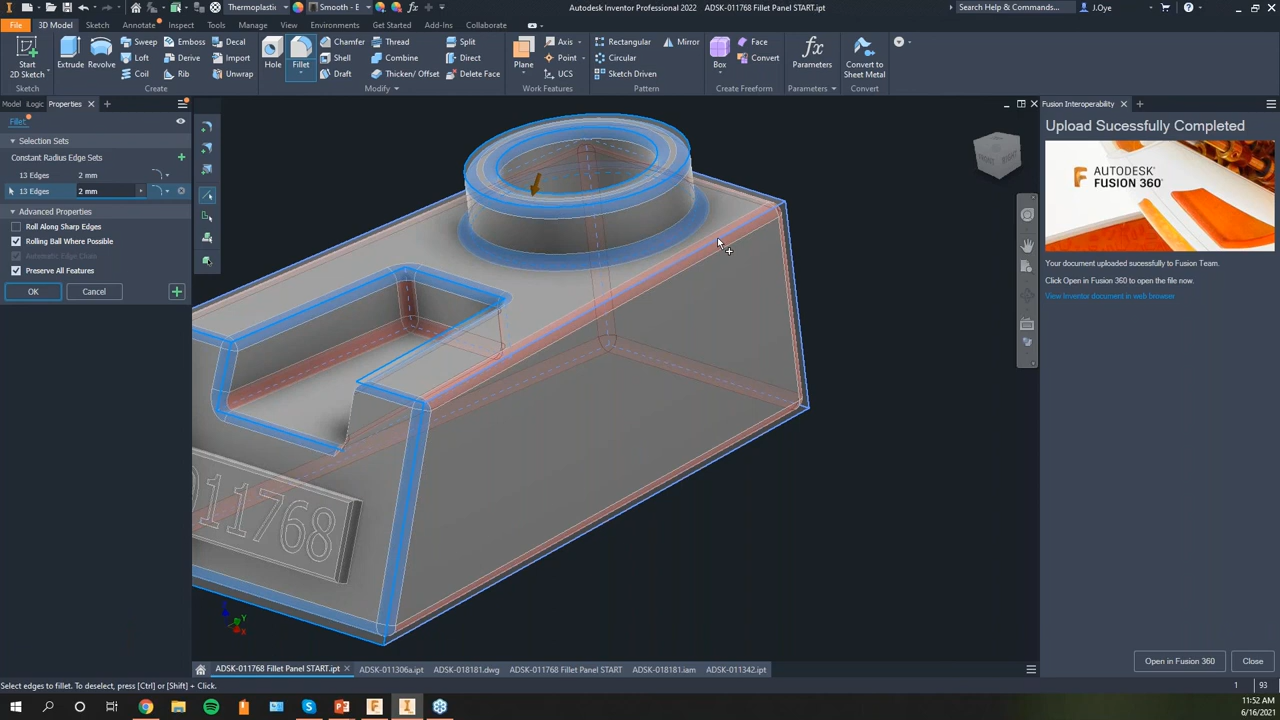 Thermoplastic
Smooth - E
Autodesk Inventor Professional 2022   ADSK-011768 Fillet Panel START.ipt
Search Help & Commands...
J.Oye
File
3D Model
Sketch
Annotate
Inspect
Tools
Manage
View
Environments
Get Started
Add-Ins
Collaborate
Start
2D Sketch
Extrude
Revolve
Sweep
Emboss
Decal
Loft
Derive
Import
Coil
Rib
Unwrap
Hole
Fillet
Chamfer
Thread
Split
Shell
Combine
Direct
Draft
Thicken/ Offset
Delete Face
Plane
Axis
Point
UCS
Rectangular
Mirror
Circular
Sketch Driven
Box
Face
Convert
Parameters
Convert to
Sheet Metal
Sketch
Create
Modify
Work Features
Pattern
Create Freeform
Parameters
Convert
Model
iLogic
Properties
Fillet
Selection Sets
Constant Radius Edge Sets
13 Edges 2 mm
13 Edges 2 mm
Advanced Properties
Roll Along Sharp Edges
Rolling Ball Where Possible
Automatic Edge Chain
Preserve All Features
OK
Cancel
FRONT
RIGHT
011768
Z
Y
X
Fusion Interoperability
Upload Sucessfully Completed
AUTODESK
FUSION 360
Your document uploaded sucessfully to Fusion Team.
Click Open in Fusion 360 to open the file now.
View Inventor document in web browser
Open in Fusion 360
Close
ADSK-011768 Fillet Panel START.ipt
ADSK-011306a.ipt
ADSK-018181.dwg
ADSK-011768 Fillet Panel START
ADSK-018181.iam
ADSK-011342.ipt
Select edges to fillet. To deselect, press [Ctrl] or [Shift] + Click.
1
93
11:52 AM
6/16/2021